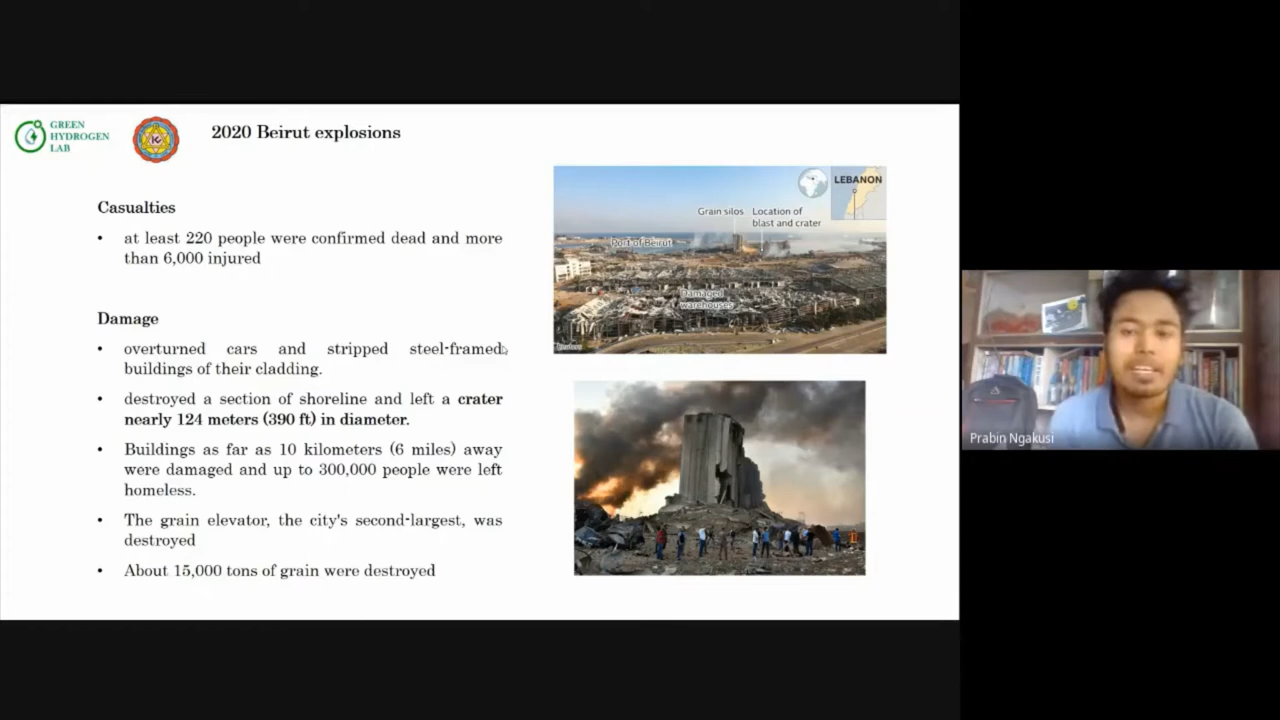 GREEN
HYDROGEN
LAB
2020 Beirut explosions
Casualties
• at least 220 people were confirmed dead and more
than 6,000 injured
Damage
• overturned cars and stripped steel-framed
buildings of their cladding.
• destroyed a section of shoreline and left a crater
nearly 124 meters (390 ft) in diameter.
• Buildings as far as 10 kilometers (6 miles) away
were damaged and up to 300,000 people were left
homeless.
• The grain elevator, the city's second-largest, was
destroyed
• About 15,000 tons of grain were destroyed
LEBANON
Grain silos
Location of
blast and crater
Port of Beirut
Damaged
warehouses
Reuters
Prabin Ngakusi